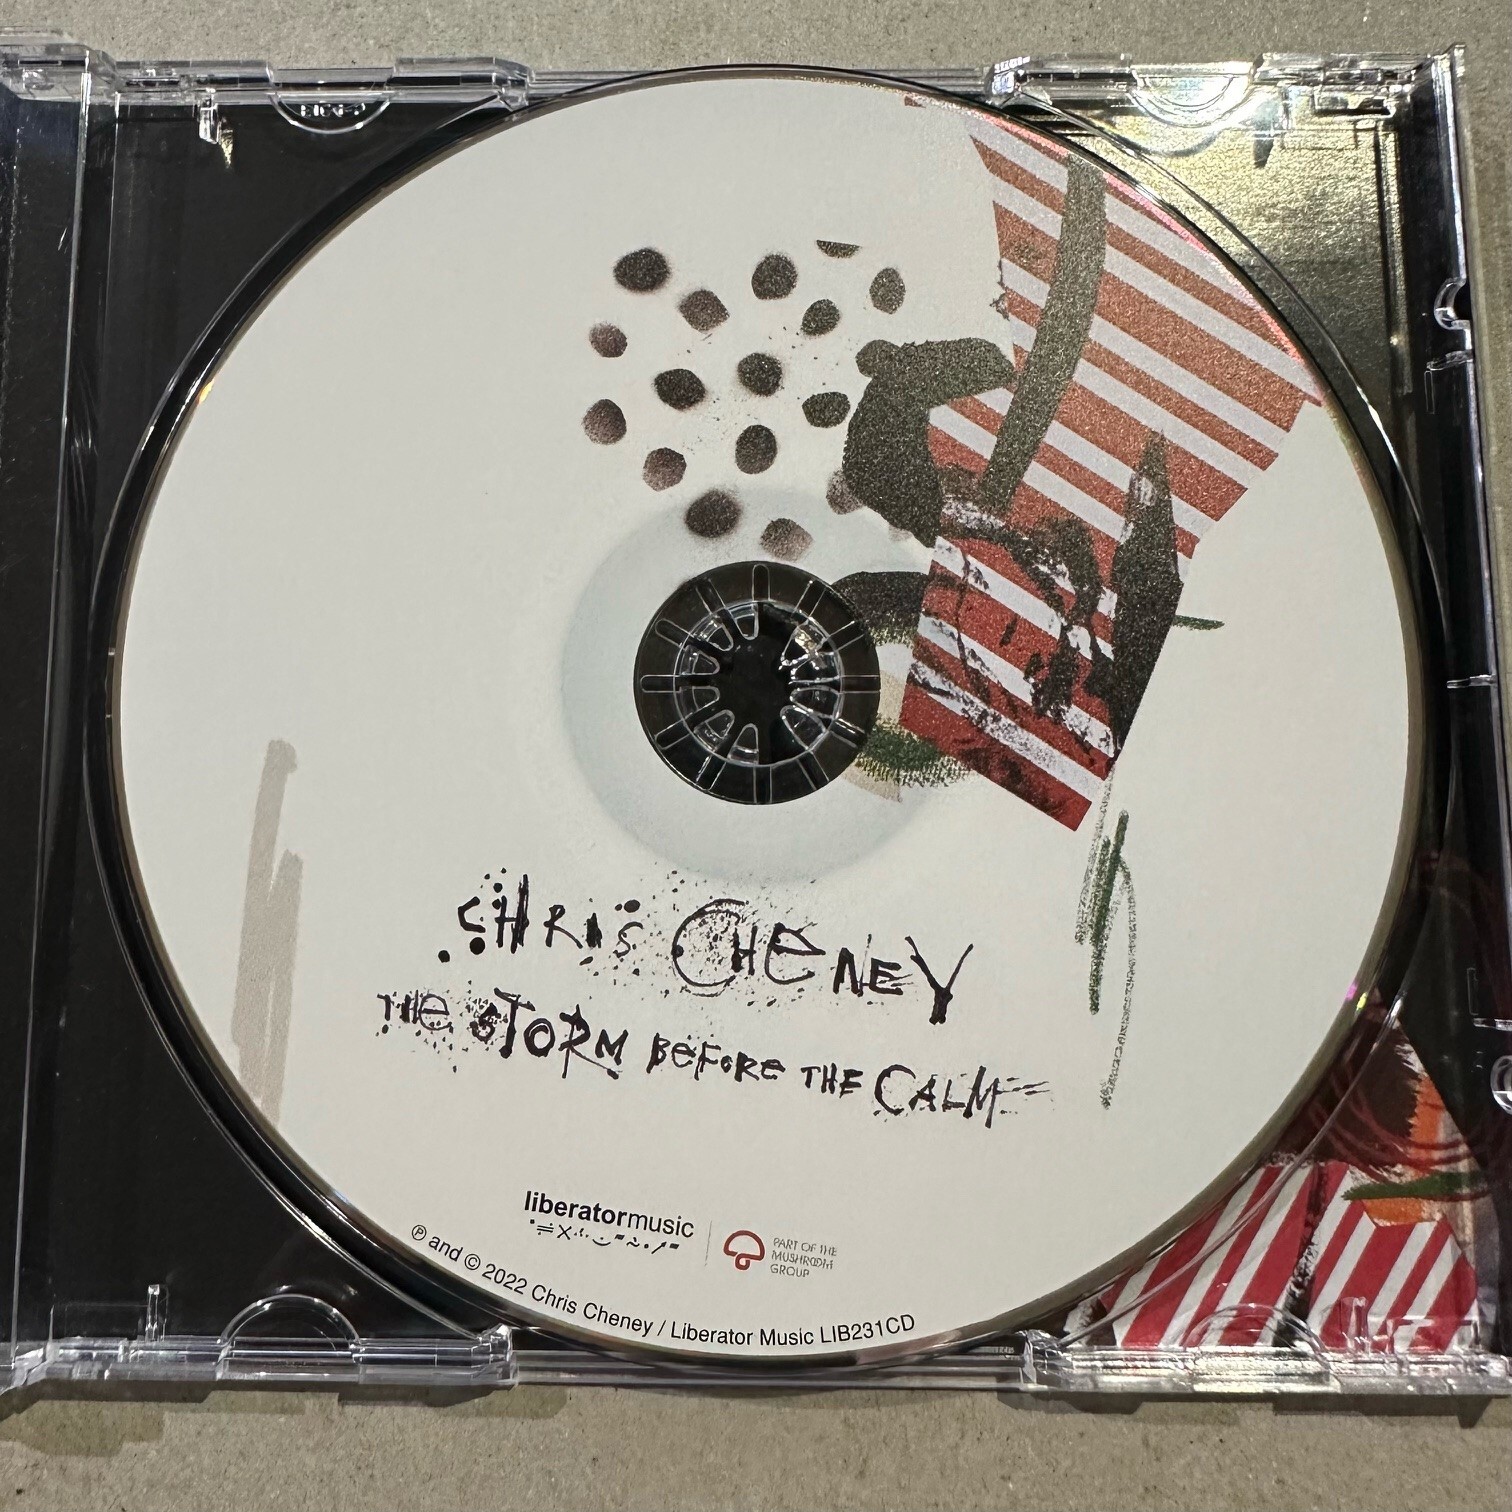 CHRIS CHENEY
THE STORM BEFORE THE CALM
liberatormusic
PART OF THE
MUSHROOM
GROUP
℗ and © 2022 Chris Cheney / Liberator Music LIB231CD